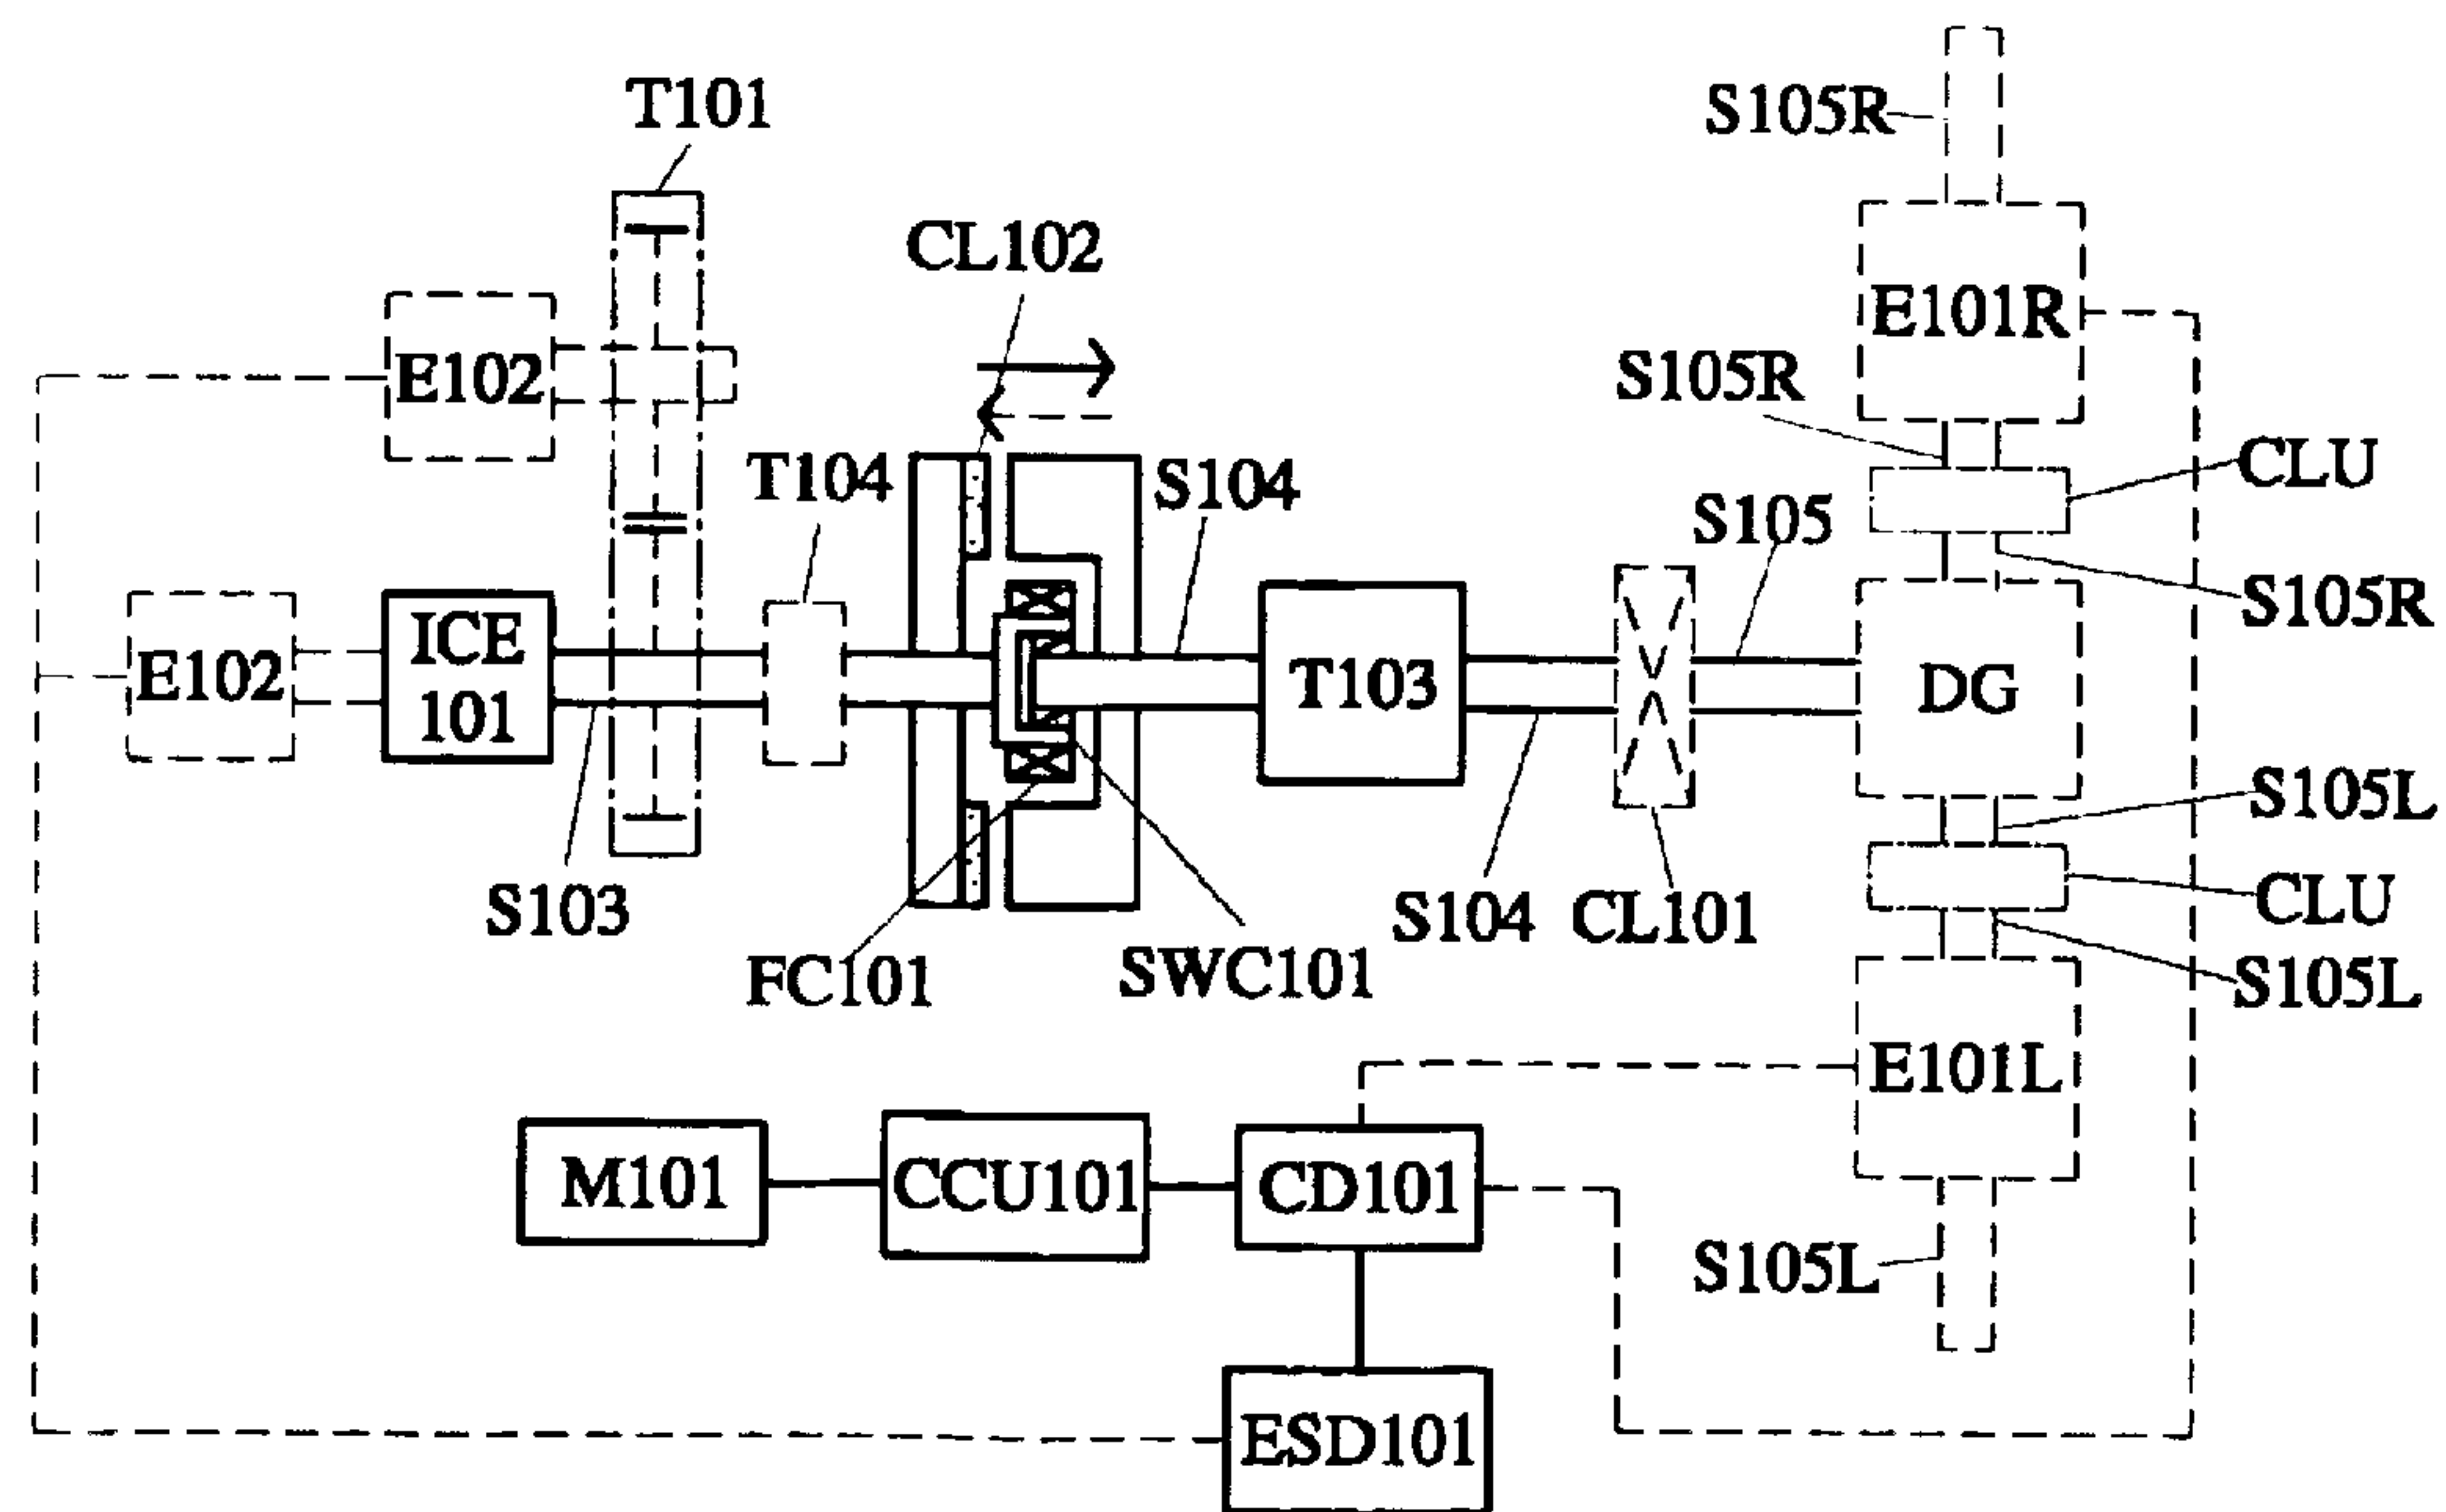 T101
S105R
CL102
E101R
E102
S105R
CLU
T104
S104
S105
S105R
ICE
101
E102
T103
DG
S105L
S103
S104
CL101
CLU
FC101
SWC101
S105L
E101L
M101
CCU101
CD101
S105L
ESD101